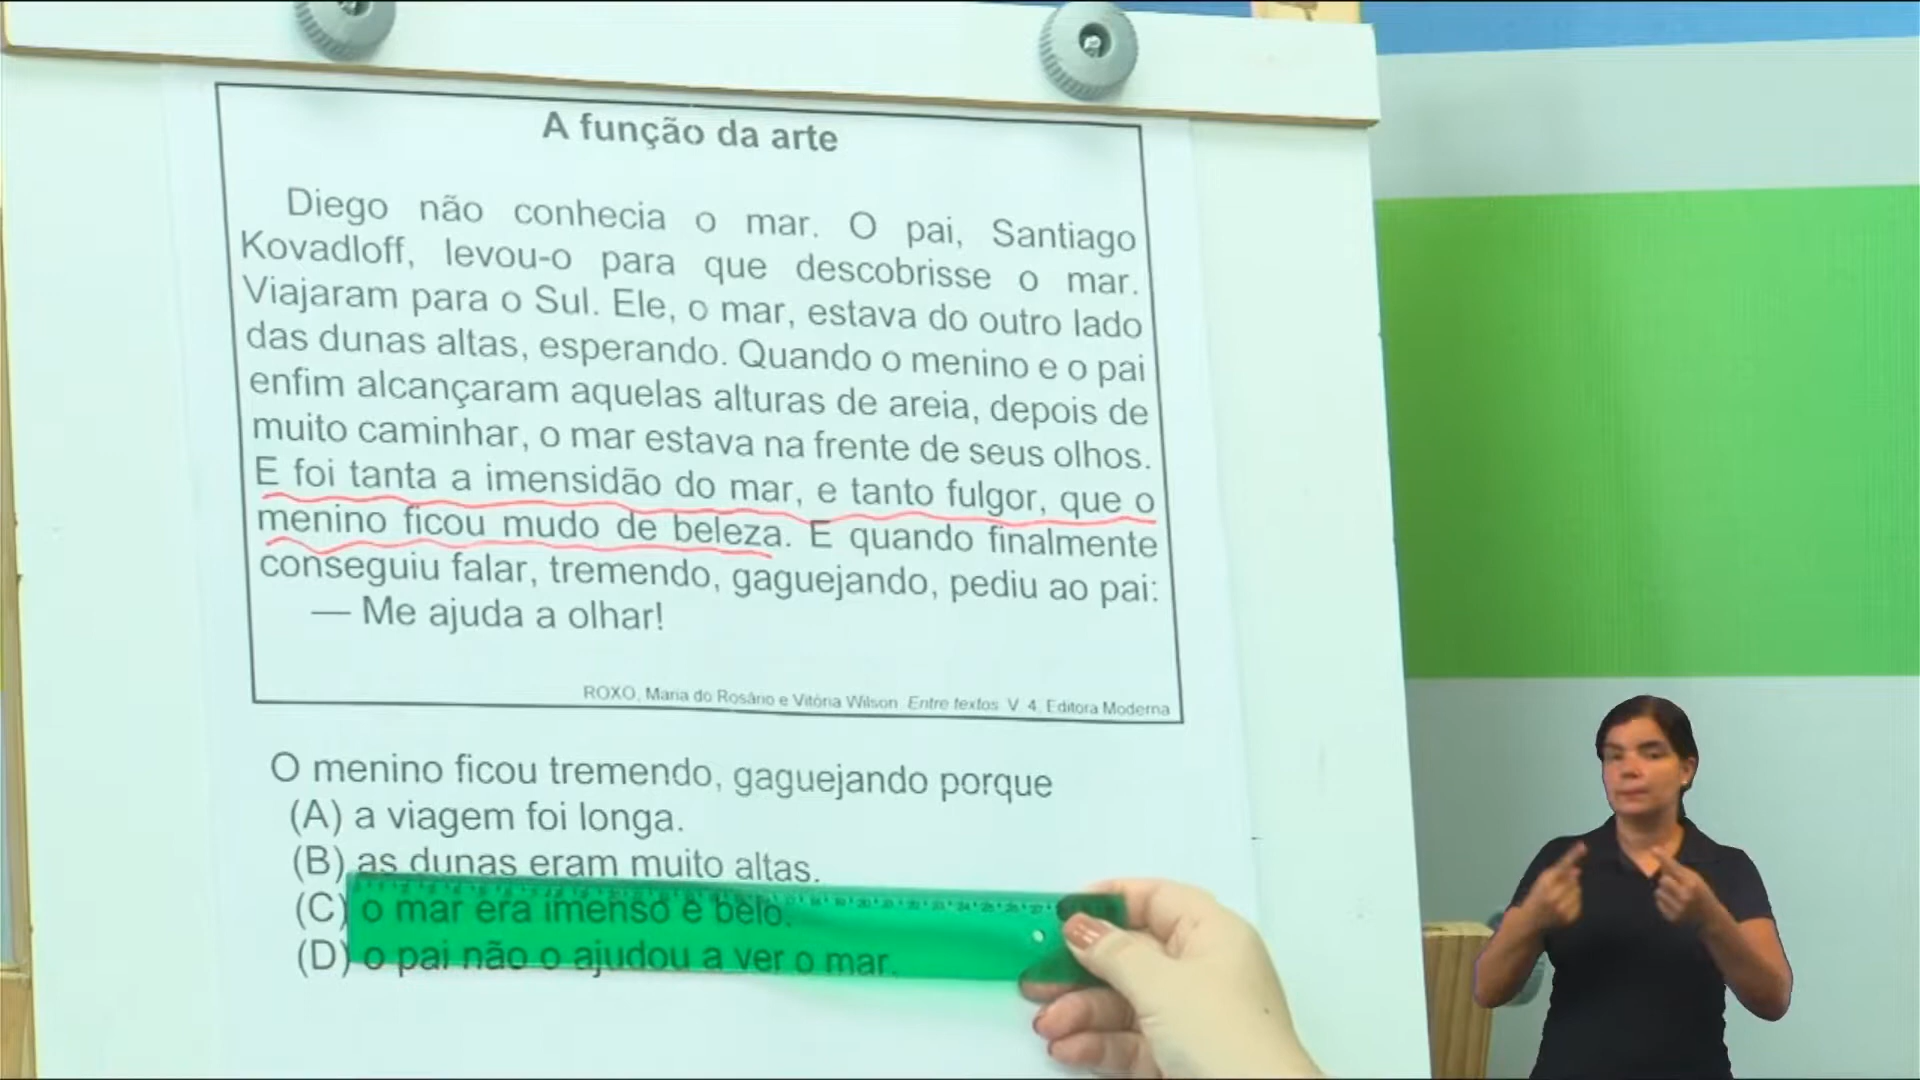 A função da arte
Diego não conhecia o mar. O pai, Santiago
Kovadloff, levou-o para que descobrisse o mar.
Viajaram para o Sul. Ele, o mar, estava do outro lado
das dunas altas, esperando. Quando o menino e o pai
enfim alcançaram aquelas alturas de areia, depois de
muito caminhar, o mar estava na frente de seus olhos.
E foi tanta a imensidão do mar, e tanto fulgor, que o
menino ficou mudo de beleza. E quando finalmente
conseguiu falar, tremendo, gaguejando, pediu ao pai:
— Me ajuda a olhar!
ROXO, Maria do Rosário e Vitória Wilson. Entre textos. V. 4. Editora Moderna
O menino ficou tremendo, gaguejando porque
(A) a viagem foi longa.
(B) as dunas eram muito altas.
(C) o mar era imenso e belo.
(D) o pai não o ajudou a ver o mar.